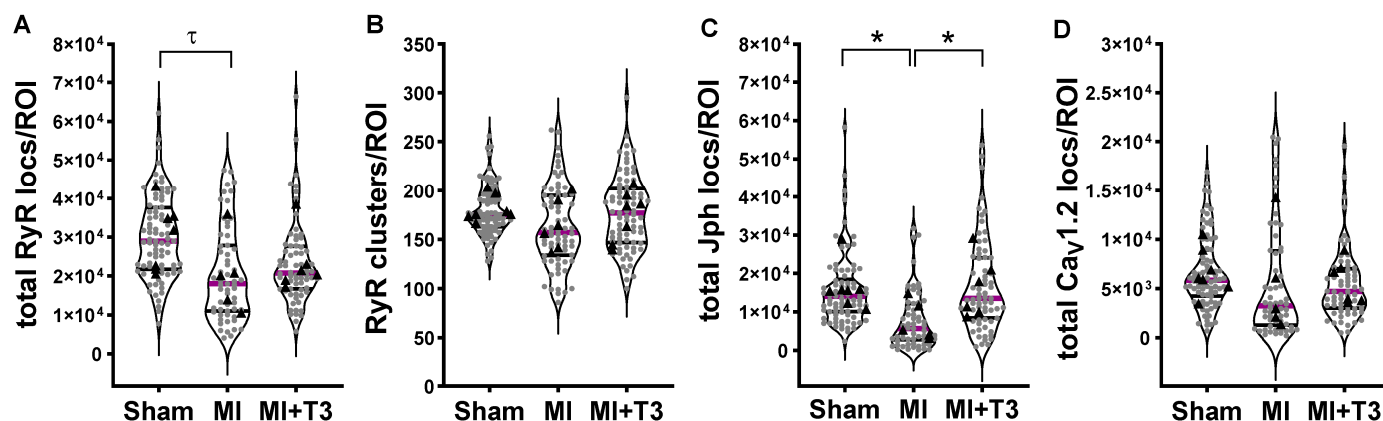 A
total RyR locs/ROI
8×10⁴
7×10⁴
6×10⁴
5×10⁴
4×10⁴
3×10⁴
2×10⁴
1×10⁴
0
τ
Sham MI MI+T3
B
RyR clusters/ROI
350
300
250
200
150
100
50
0
Sham MI MI+T3
C
total Jph locs/ROI
8×10⁴
7×10⁴
6×10⁴
5×10⁴
4×10⁴
3×10⁴
2×10⁴
1×10⁴
0
* *
Sham MI MI+T3
D
total Caᵥ1.2 locs/ROI
3×10⁴
2.5×10⁴
2×10⁴
1.5×10⁴
1×10⁴
5×10³
0
Sham MI MI+T3